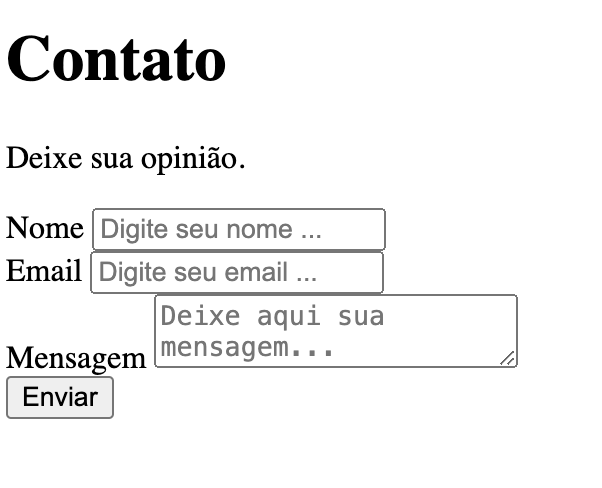 Contato
Deixe sua opinião.
Nome Digite seu nome ...
Email Digite seu email ...
Mensagem Deixe aqui sua
mensagem...
Enviar